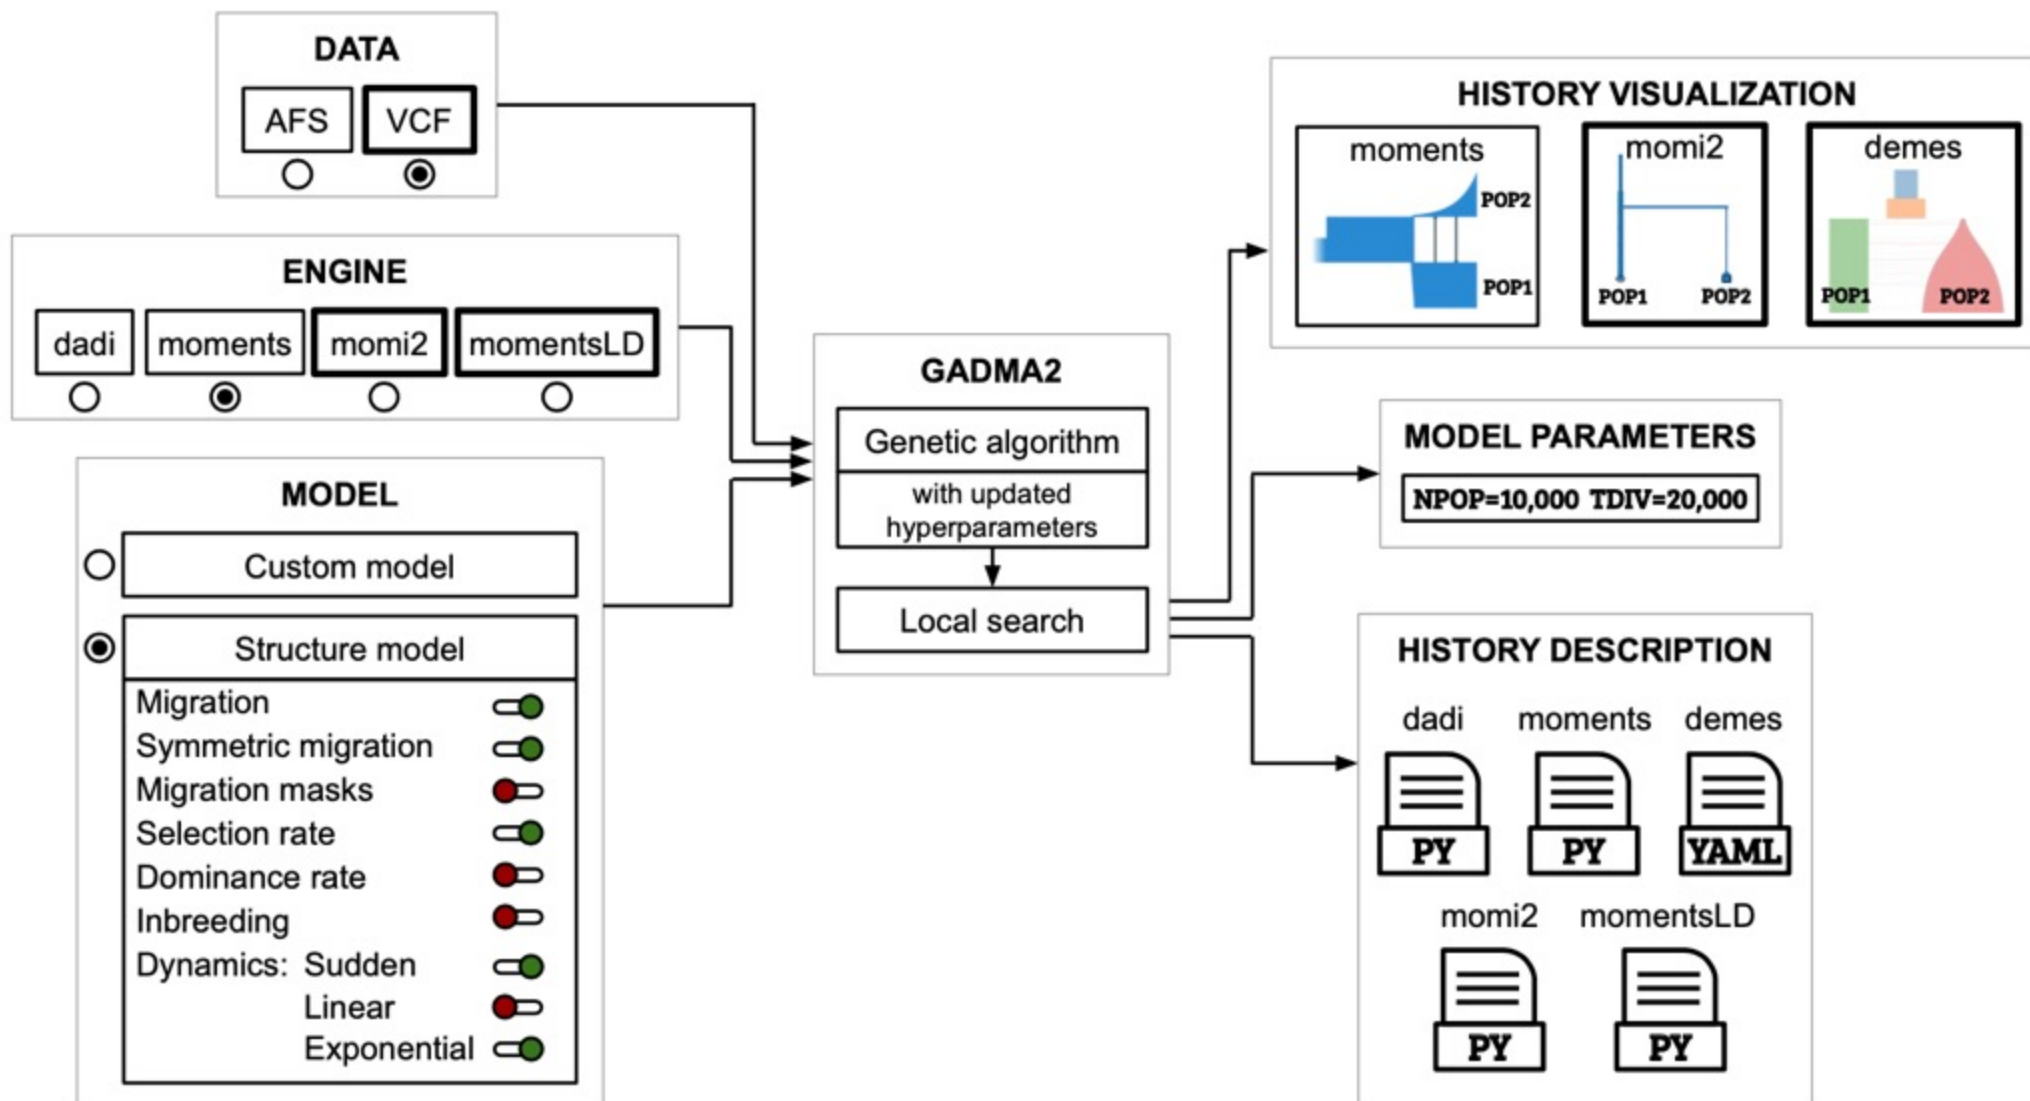 DATA
AFS
VCF
ENGINE
dadi
moments
momi2
momentsLD
MODEL
Custom model
Structure model
Migration
Symmetric migration
Migration masks
Selection rate
Dominance rate
Inbreeding
Dynamics: Sudden
Linear
Exponential
GADMA2
Genetic algorithm
with updated
hyperparameters
Local search
HISTORY VISUALIZATION
moments
POP2
POP1
momi2
POP1
POP2
demes
POP1
POP2
MODEL PARAMETERS
NPOP=10,000 TDIV=20,000
HISTORY DESCRIPTION
dadi
PY
moments
PY
demes
YAML
momi2
PY
momentsLD
PY